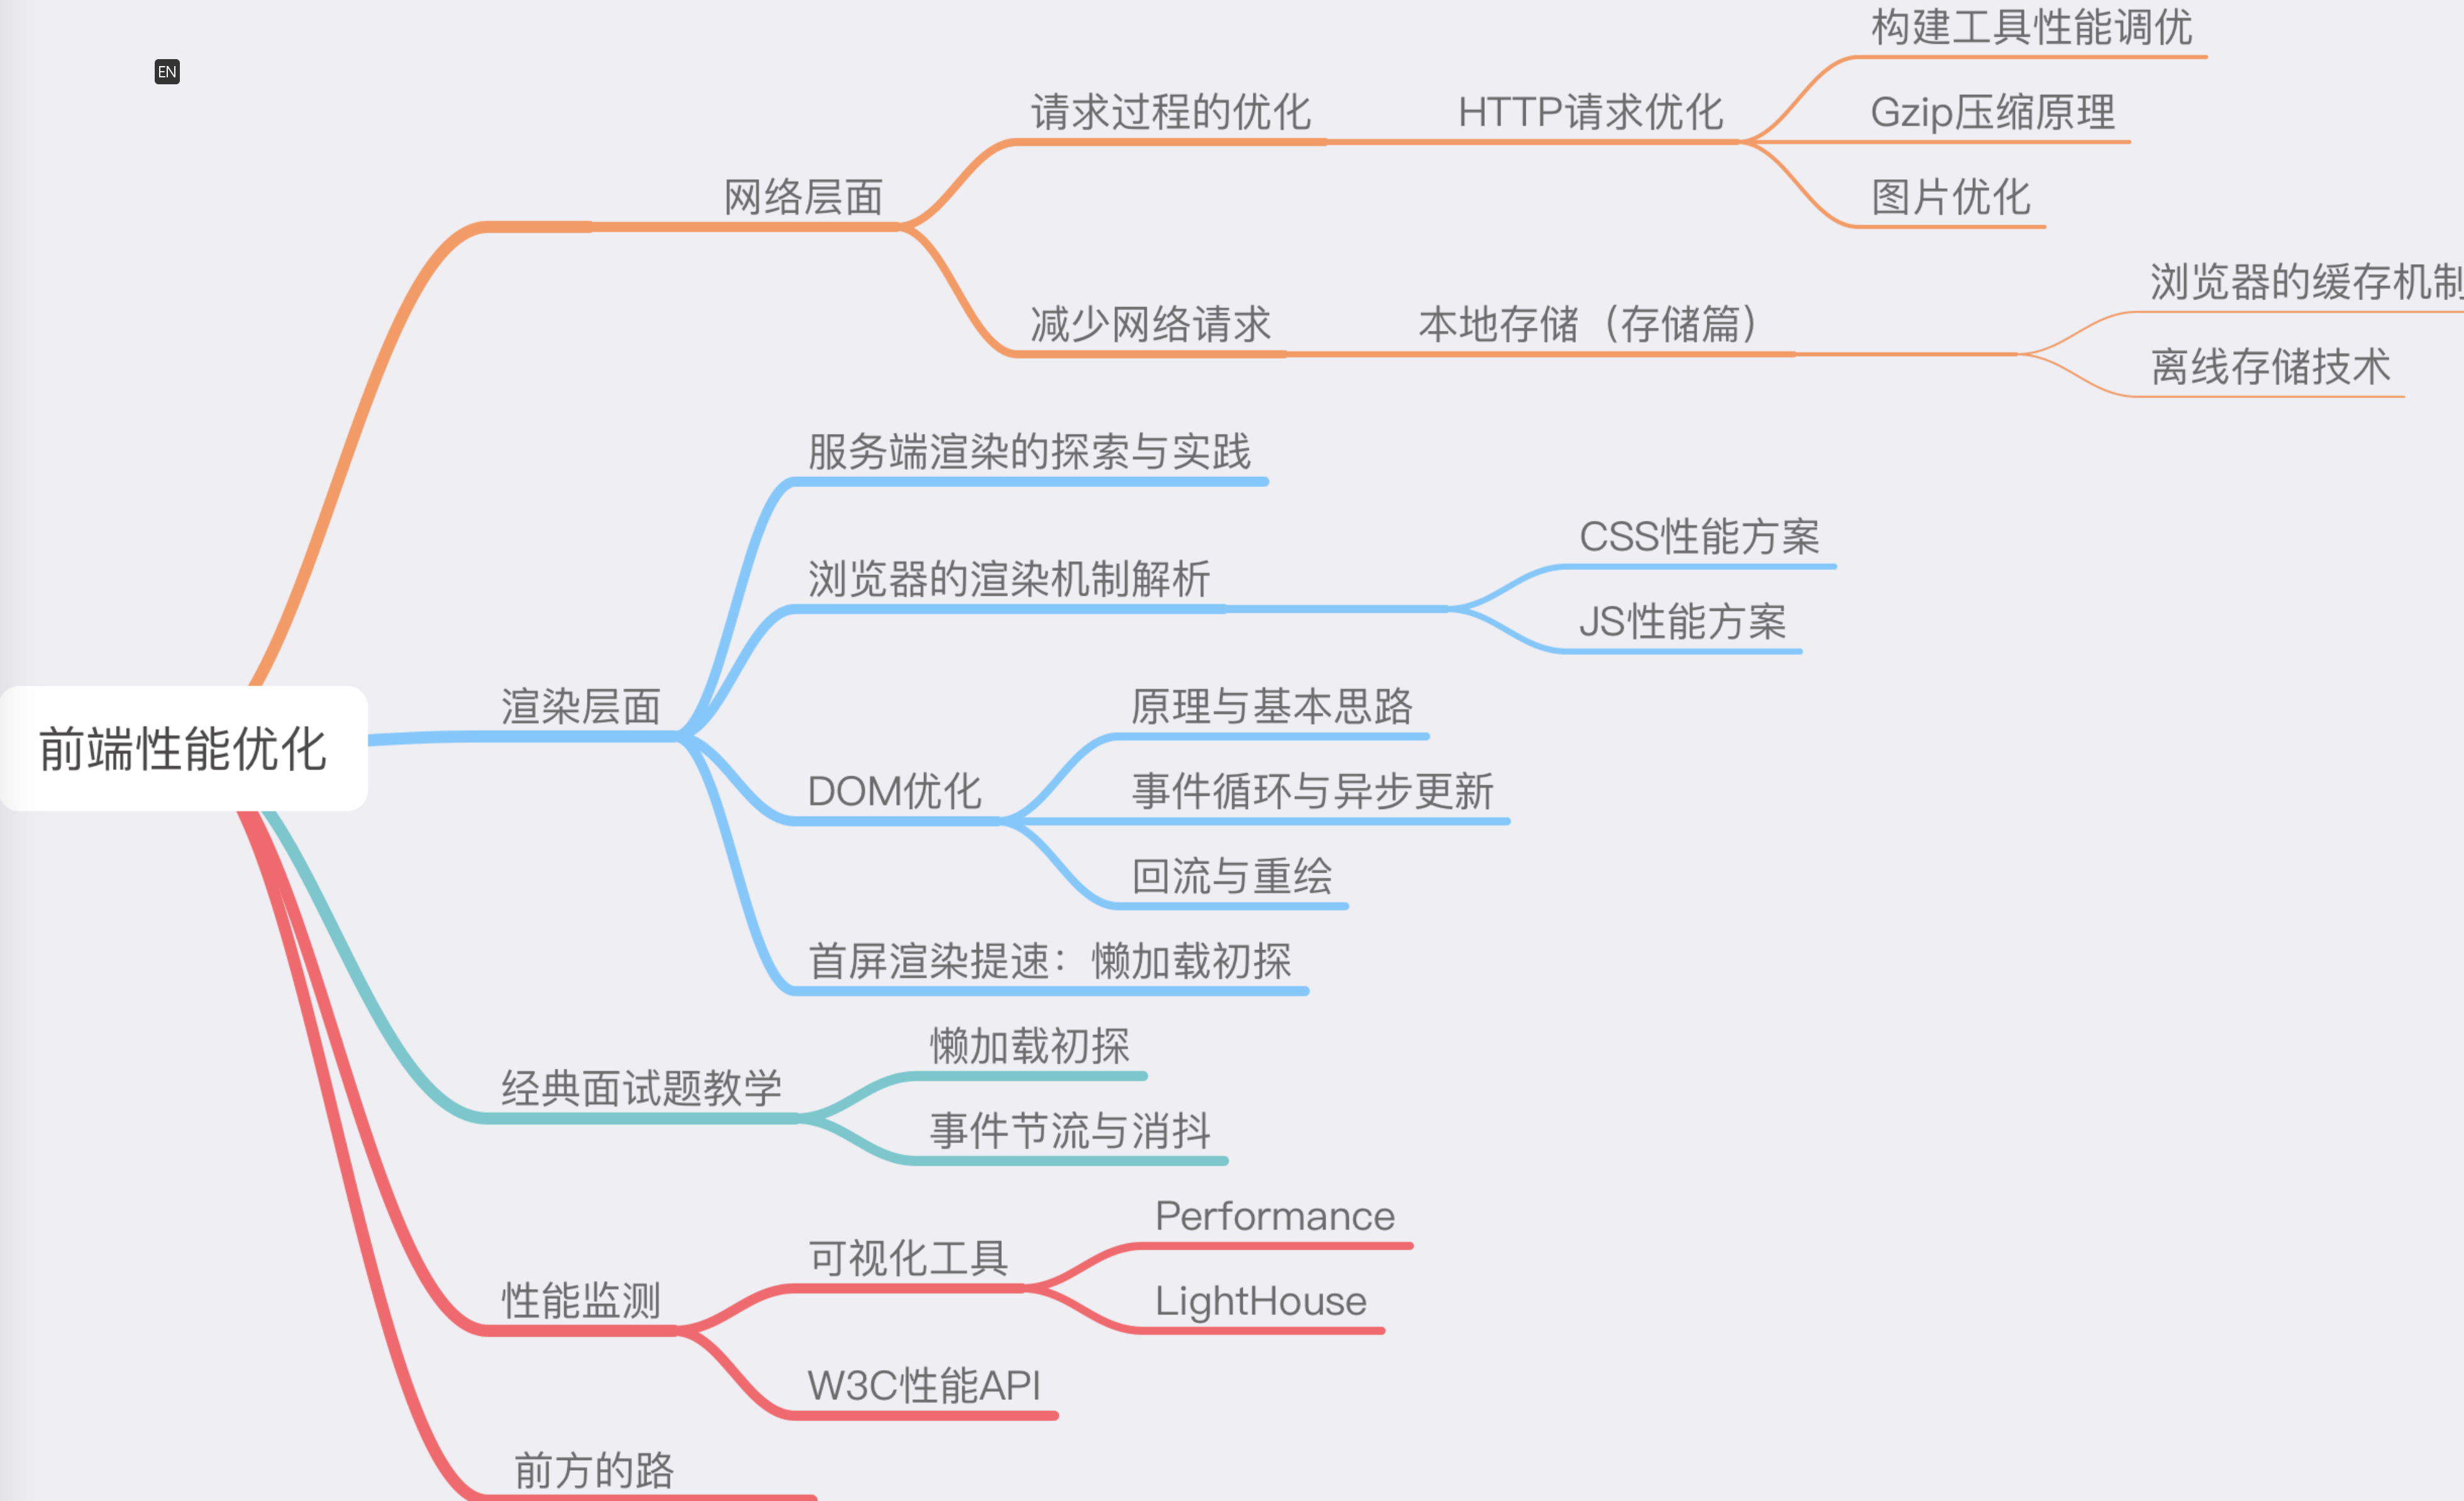 EN
前端性能优化
网络层面
请求过程的优化
HTTP请求优化
构建工具性能调优
Gzip压缩原理
图片优化
减少网络请求
本地存储（存储篇）
浏览器的缓存机制
离线存储技术
渲染层面
服务端渲染的探索与实践
浏览器的渲染机制解析
CSS性能方案
JS性能方案
DOM优化
原理与基本思路
事件循环与异步更新
回流与重绘
首屏渲染提速：懒加载初探
经典面试题教学
懒加载初探
事件节流与消抖
性能监测
可视化工具
Performance
LightHouse
W3C性能API
前方的路